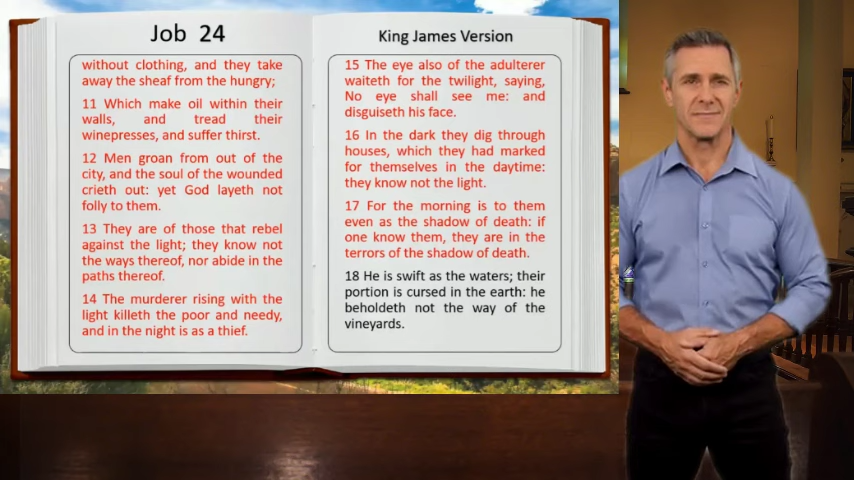 Job 24
without clothing, and they take
away the sheaf from the hungry;
11 Which make oil within their
walls, and tread their
winepresses, and suffer thirst.
12 Men groan from out of the
city, and the soul of the wounded
crieth out: yet God layeth not
folly to them.
13 They are of those that rebel
against the light; they know not
the ways thereof, nor abide in the
paths thereof.
14 The murderer rising with the
light killeth the poor and needy,
and in the night is as a thief.
King James Version
15 The eye also of the adulterer
waiteth for the twilight, saying,
No eye shall see me: and
disguiseth his face.
16 In the dark they dig through
houses, which they had marked
for themselves in the daytime:
they know not the light.
17 For the morning is to them
even as the shadow of death: if
one know them, they are in the
terrors of the shadow of death.
18 He is swift as the waters; their
portion is cursed in the earth: he
beholdeth not the way of the
vineyards.